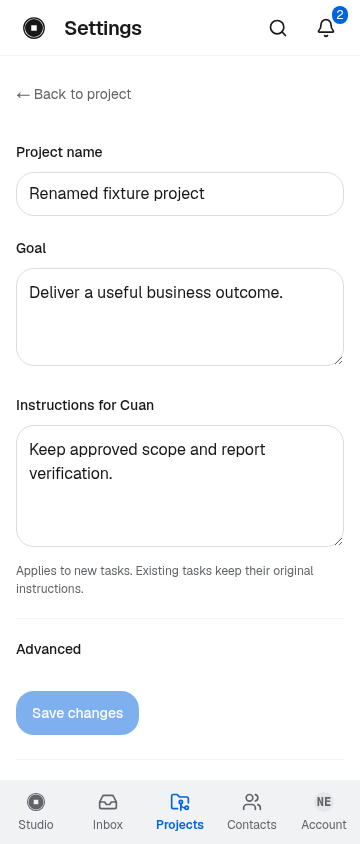 Settings
2
← Back to project
Project name
Renamed fixture project
Goal
Deliver a useful business outcome.
Instructions for Cuan
Keep approved scope and report
verification.
Applies to new tasks. Existing tasks keep their original
instructions.
Advanced
Save changes
NE
Studio
Inbox
Projects
Contacts
Account